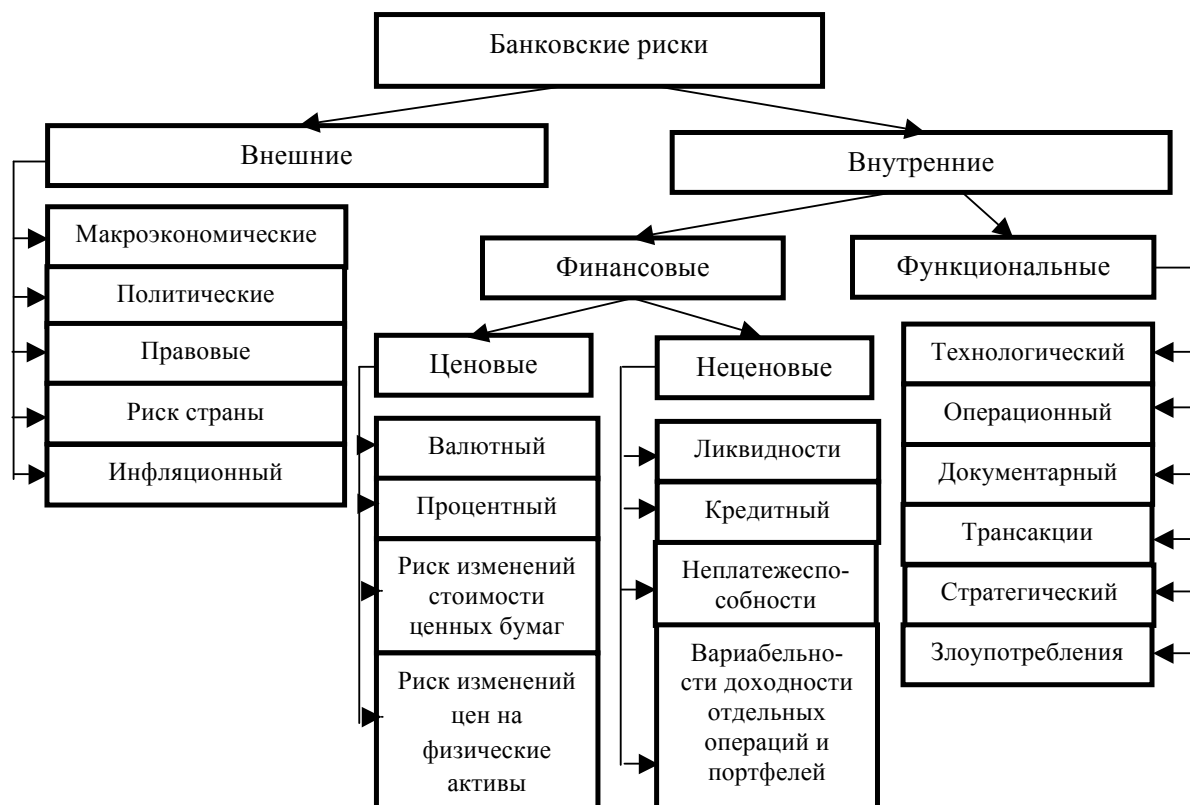 Банковские риски
Внешние
Внутренние
Макроэкономические
Политические
Правовые
Риск страны
Инфляционный
Финансовые
Функциональные
Ценовые
Неценовые
Валютный
Процентный
Риск изменений
стоимости
ценных бумаг
Риск изменений
цен на
физические
активы
Ликвидности
Кредитный
Неплатежеспо-
собности
Вариабельно-
сти доходности
отдельных
операций и
портфелей
Технологический
Операционный
Документарный
Трансакции
Стратегический
Злоупотребления